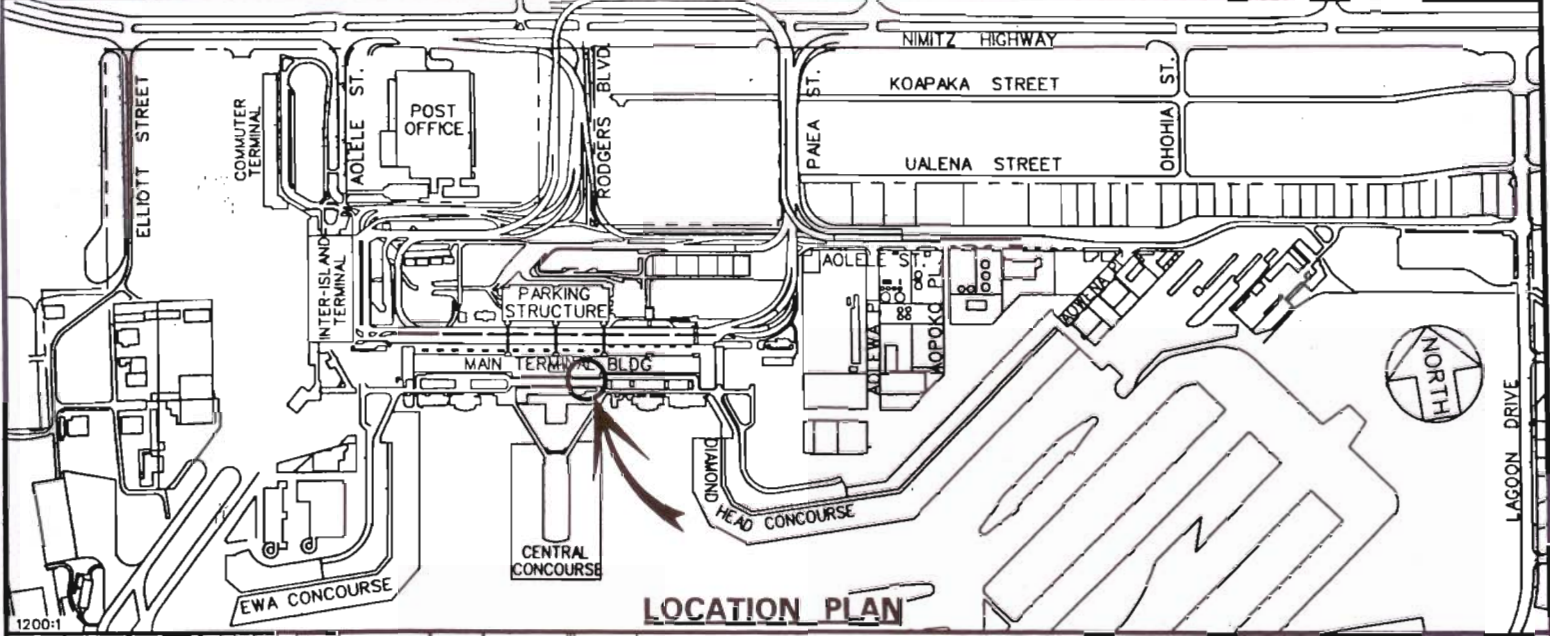 NIMITZ HIGHWAY
KOAPAKA STREET
UALENA STREET
ELLIOTT STREET
COMMUTER
TERMINAL
AOLELE ST.
POST
OFFICE
RODGERS BLVD.
PAIEA ST.
OHOHIA ST.
INTER-ISLAND
TERMINAL
PARKING
STRUCTURE
AOLELE ST.
MAIN TERMINAL BLDG
AOPOKO PL
NORTH
LAGOON DRIVE
DIAMOND HEAD CONCOURSE
CENTRAL
CONCOURSE
EWA CONCOURSE
LOCATION PLAN
1200:1